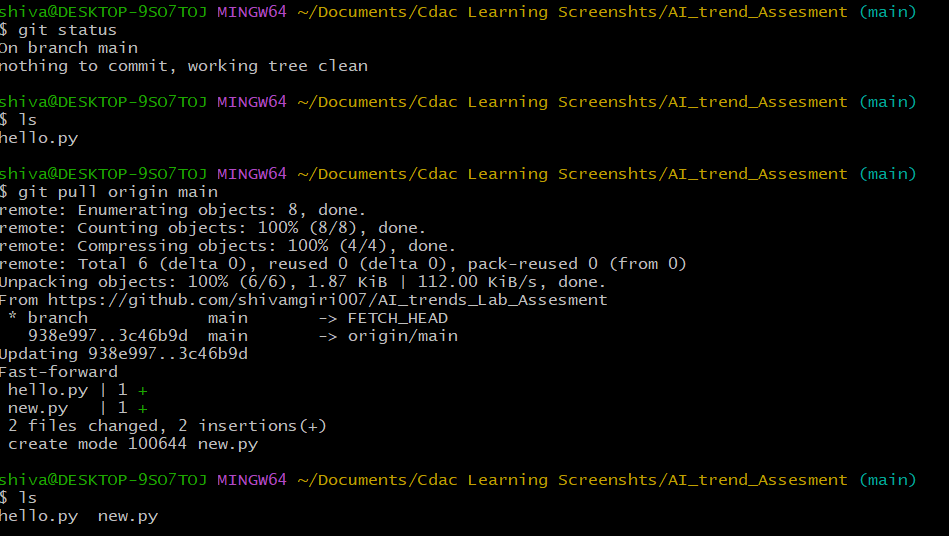 shiva@DESKTOP-9SO7TOJ MINGW64 ~/Documents/Cdac Learning Screenshts/AI_trend_Assesment (main)
$ git status
On branch main
nothing to commit, working tree clean
shiva@DESKTOP-9SO7TOJ MINGW64 ~/Documents/Cdac Learning Screenshts/AI_trend_Assesment (main)
$ ls
hello.py
shiva@DESKTOP-9SO7TOJ MINGW64 ~/Documents/Cdac Learning Screenshts/AI_trend_Assesment (main)
$ git pull origin main
remote: Enumerating objects: 8, done.
remote: Counting objects: 100% (8/8), done.
remote: Compressing objects: 100% (4/4), done.
remote: Total 6 (delta 0), reused 0 (delta 0), pack-reused 0 (from 0)
Unpacking objects: 100% (6/6), 1.87 KiB | 112.00 KiB/s, done.
From https://github.com/shivamgiri007/AI_trends_Lab_Assesment
 * branch            main       -> FETCH_HEAD
   938e997..3c46b9d  main       -> origin/main
Updating 938e997..3c46b9d
Fast-forward
 hello.py | 1 +
 new.py   | 1 +
 2 files changed, 2 insertions(+)
 create mode 100644 new.py
shiva@DESKTOP-9SO7TOJ MINGW64 ~/Documents/Cdac Learning Screenshts/AI_trend_Assesment (main)
$ ls
hello.py  new.py